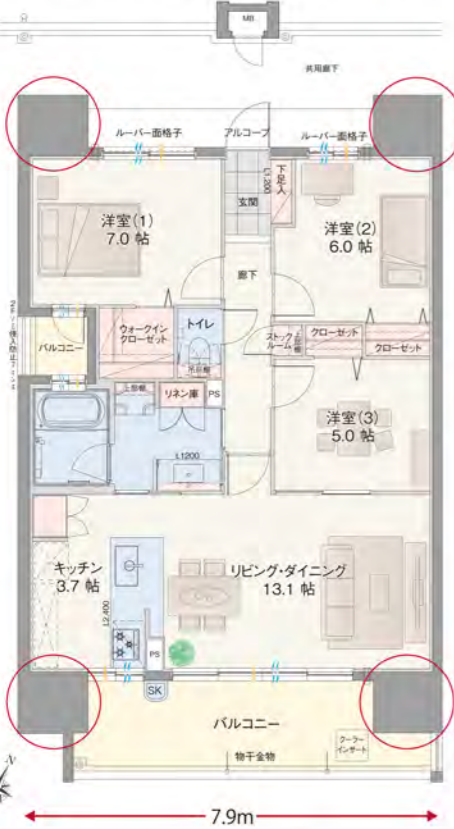 MB
共用廊下
ルーバー面格子
アルコーブ
ルーバー面格子
L1,200
下足入
玄関
洋室(1)
7.0 帖
洋室(2)
6.0 帖
廊下
バルコニー
ウォークイン
クローゼット
トイレ
吊戸棚
ストック
ルーム
上部棚
クローゼット
クローゼット
上部棚
リネン庫
PS
洋室(3)
5.0 帖
L1200
キッチン
3.7 帖
L2,400
リビング・ダイニング
13.1 帖
PS
SK
バルコニー
クーラー
インサート
物干金物
N
7.9m